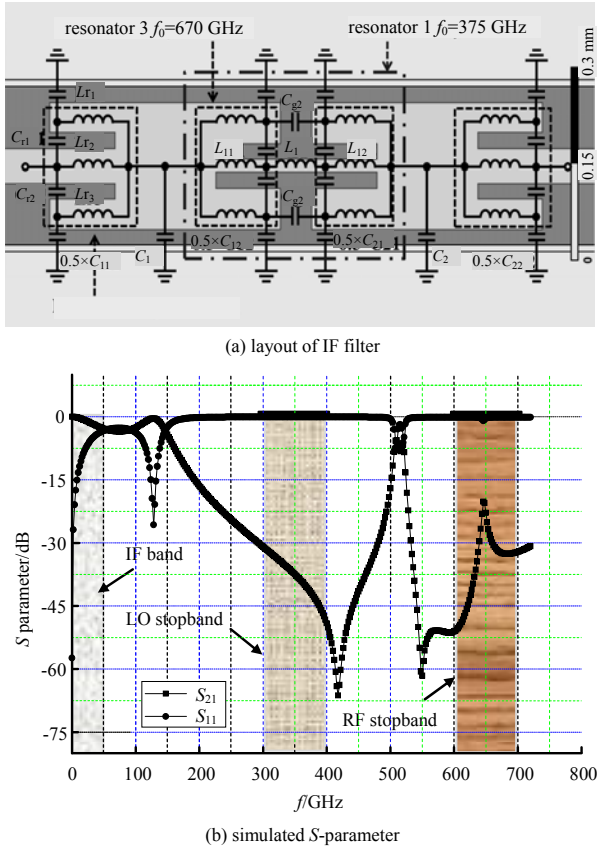 resonator 3 f0=670 GHz
resonator 1 f0=375 GHz
Lr1
Cg2
Cr1
Lr2
L11
L1
L12
Cr2
Lr3
Cg2
0.5×C11
C1
0.5×C12
0.5×C21
C2
0.5×C22
0.3 mm
0.15
0
(a) layout of IF filter
0
-15
-30
-45
-60
-75
S parameter/dB
IF band
LO stopband
RF stopband
S21
S11
0
100
200
300
400
500
600
700
800
f/GHz
(b) simulated S-parameter